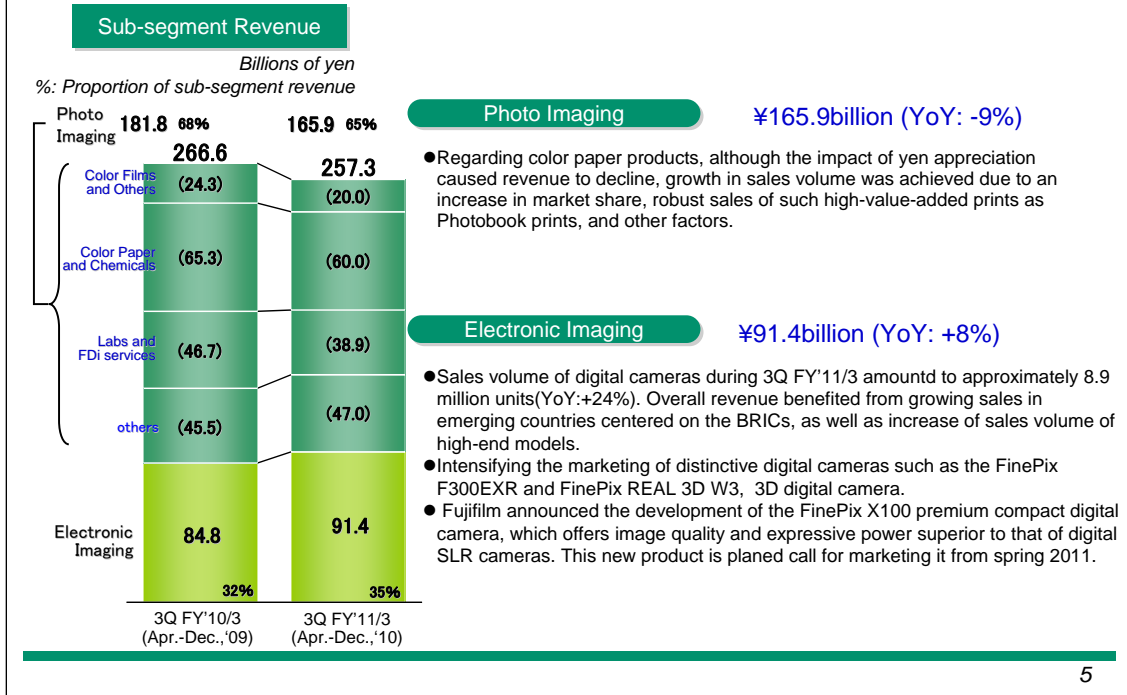 Sub-segment Revenue
Billions of yen
%: Proportion of sub-segment revenue
Photo
Imaging
181.8 68%
165.9 65%
266.6
257.3
Color Films
and Others
(24.3)
(20.0)
Color Paper
and Chemicals
(65.3)
(60.0)
Labs and
FDi services
(46.7)
(38.9)
others
(45.5)
(47.0)
Electronic
Imaging
84.8
91.4
32%
35%
3Q FY'10/3
(Apr.-Dec.,‘09)
3Q FY'11/3
(Apr.-Dec.,‘10)
Photo Imaging
¥165.9billion (YoY: -9%)
●Regarding color paper products, although the impact of yen appreciation
caused revenue to decline, growth in sales volume was achieved due to an
increase in market share, robust sales of such high-value-added prints as
Photobook prints, and other factors.
Electronic Imaging
¥91.4billion (YoY: +8%)
●Sales volume of digital cameras during 3Q FY’11/3 amountd to approximately 8.9
million units(YoY:+24%). Overall revenue benefited from growing sales in
emerging countries centered on the BRICs, as well as increase of sales volume of
high-end models.
●Intensifying the marketing of distinctive digital cameras such as the FinePix
F300EXR and FinePix REAL 3D W3, 3D digital camera.
● Fujifilm announced the development of the FinePix X100 premium compact digital
camera, which offers image quality and expressive power superior to that of digital
SLR cameras. This new product is planed call for marketing it from spring 2011.
5